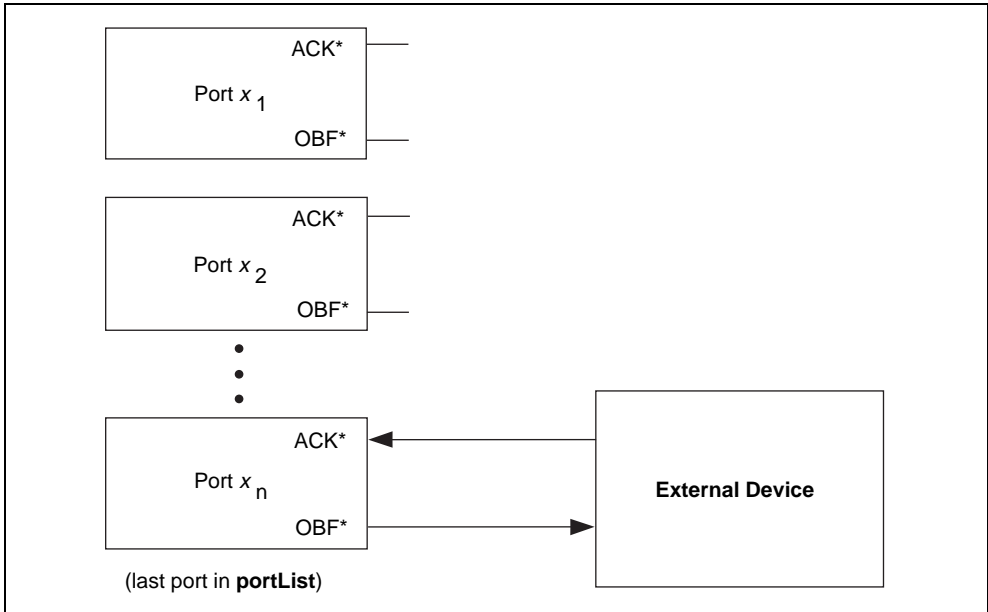 ACK*
Port x 1
OBF*
ACK*
Port x 2
OBF*
ACK*
Port x n
OBF*
External Device
(last port in portList)